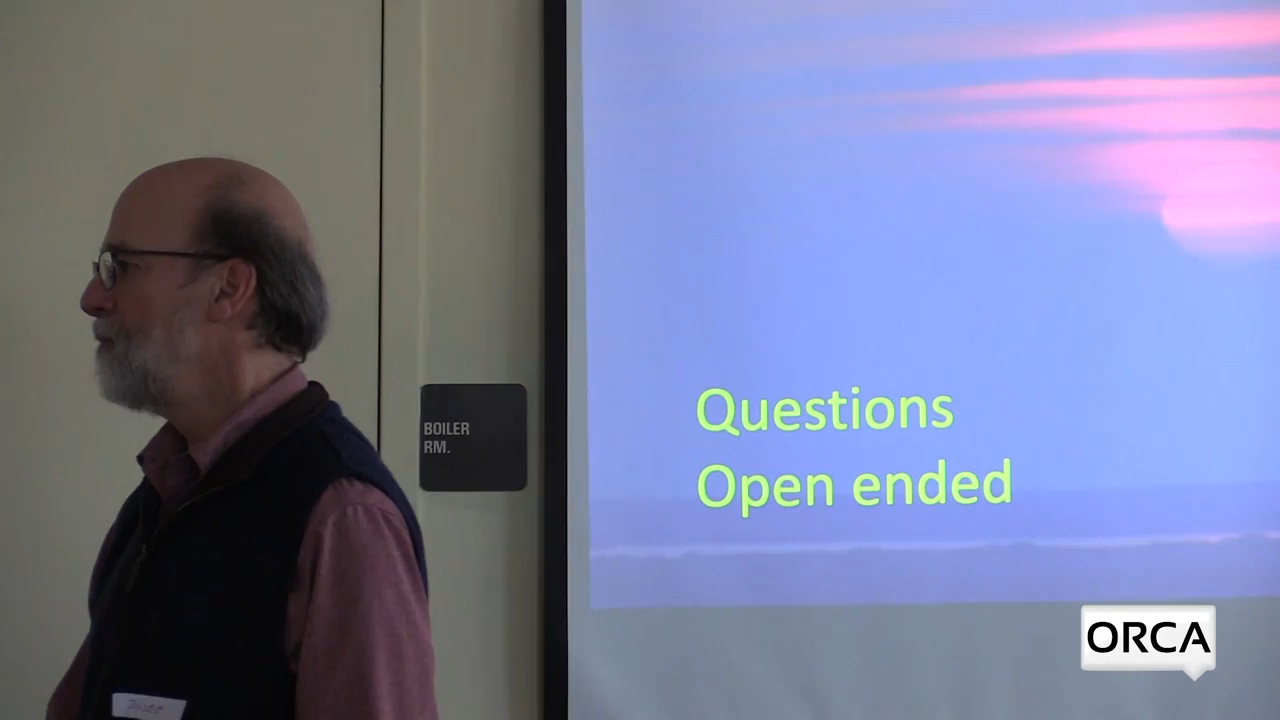 BOILER
RM.
Questions
Open ended
ORCA